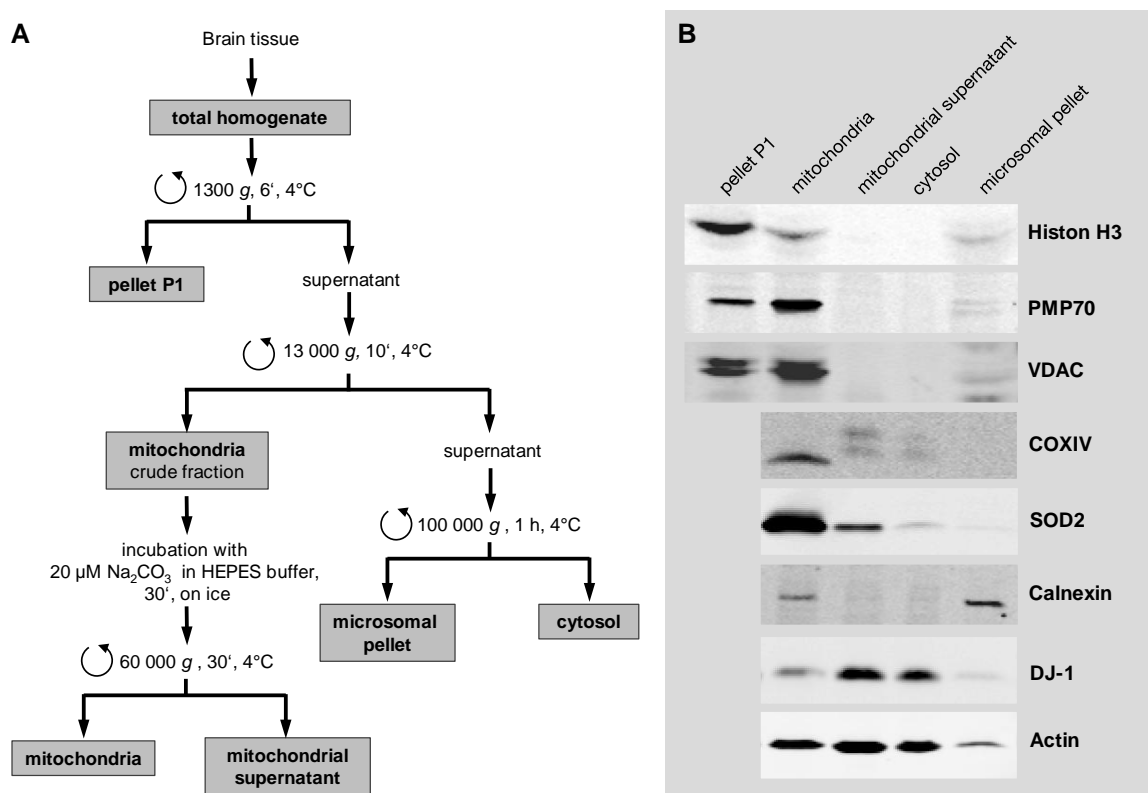 A
Brain tissue
total homogenate
1300 g, 6‘, 4°C
pellet P1
supernatant
13 000 g, 10‘, 4°C
mitochondria
crude fraction
supernatant
100 000 g , 1 h, 4°C
incubation with
20 µM Na₂CO₃ in HEPES buffer,
30‘, on ice
microsomal
pellet
cytosol
60 000 g , 30‘, 4°C
mitochondria
mitochondrial
supernatant
B
pellet P1
mitochondria
mitochondrial supernatant
cytosol
microsomal pellet
Histon H3
PMP70
VDAC
COXIV
SOD2
Calnexin
DJ-1
Actin